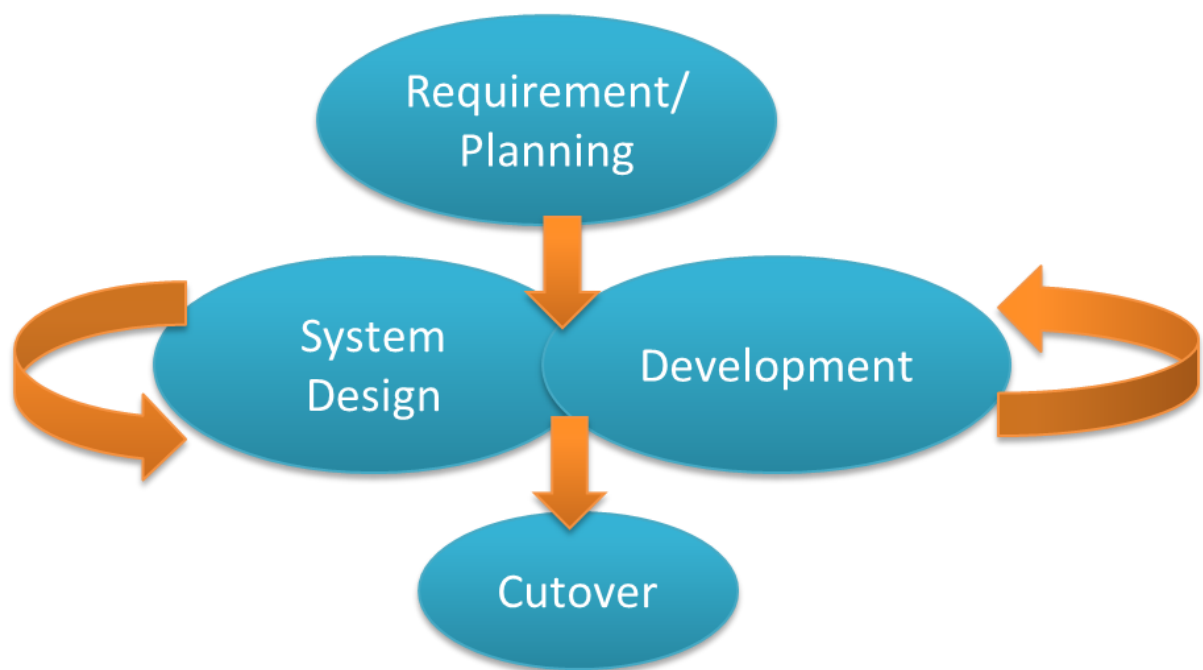 Requirement/
Planning
System
Design
Development
Cutover